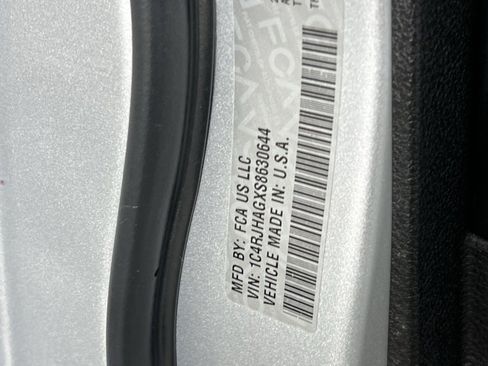 MFD BY: FCA US LLC
VIN: 1C4RJHAGXS8630644
VEHICLE MADE IN: U.S.A.